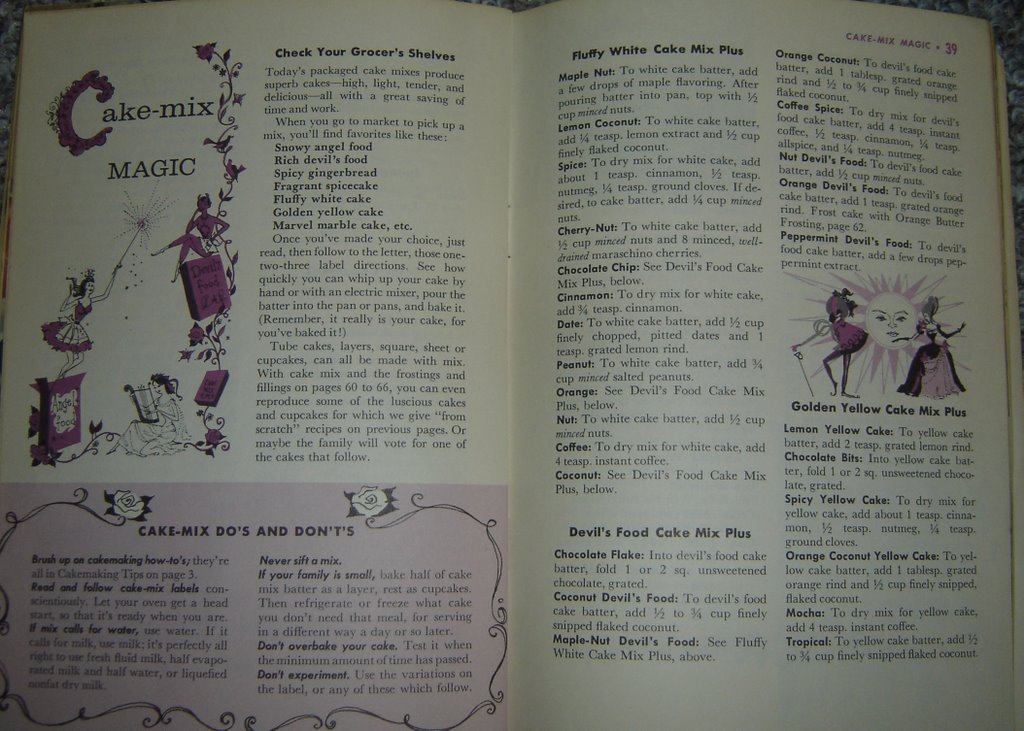 Cake-mix
MAGIC
Devil's
Food
Angel
food
Check Your Grocer's Shelves
Today's packaged cake mixes produce
superb cakes—high, light, tender, and
delicious—all with a great saving of
time and work.
When you go to market to pick up a
mix, you'll find favorites like these:
Snowy angel food
Rich devil's food
Spicy gingerbread
Fragrant spicecake
Fluffy white cake
Golden yellow cake
Marvel marble cake, etc.
Once you've made your choice, just
read, then follow to the letter, those one-
two-three label directions. See how
quickly you can whip up your cake by
hand or with an electric mixer, pour the
batter into the pan or pans, and bake it.
(Remember, it really is your cake, for
you've baked it!)
Tube cakes, layers, square, sheet or
cupcakes, can all be made with mix.
With cake mix and the frostings and
fillings on pages 60 to 66, you can even
reproduce some of the luscious cakes
and cupcakes for which we give "from
scratch" recipes on previous pages. Or
maybe the family will vote for one of
the cakes that follow.
CAKE-MIX DO'S AND DON'T'S
Brush up on cakemaking how-to's; they're
all in Cakemaking Tips on page 3.
Read and follow cake-mix labels con-
scientiously. Let your oven get a head
start, so that it's ready when you are.
If mix calls for water, use water. If it
calls for milk, use milk; it's perfectly all
right to use fresh fluid milk, half evapo-
rated milk and half water, or liquefied
nonfat dry milk.
Never sift a mix.
If your family is small, bake half of cake
mix batter as a layer, rest as cupcakes.
Then refrigerate or freeze what cake
you don't need that meal, for serving
in a different way a day or so later.
Don't overbake your cake. Test it when
the minimum amount of time has passed.
Don't experiment. Use the variations on
the label, or any of these which follow.
CAKE-MIX MAGIC • 39
Fluffy White Cake Mix Plus
Maple Nut: To white cake batter, add
a few drops of maple flavoring. After
pouring batter into pan, top with ½
cup minced nuts.
Lemon Coconut: To white cake batter,
add ¼ teasp. lemon extract and ½ cup
finely flaked coconut.
Spice: To dry mix for white cake, add
about 1 teasp. cinnamon, ½ teasp.
nutmeg, ¼ teasp. ground cloves. If de-
sired, to cake batter, add ¼ cup minced
nuts.
Cherry-Nut: To white cake batter, add
½ cup minced nuts and 8 minced, well-
drained maraschino cherries.
Chocolate Chip: See Devil's Food Cake
Mix Plus, below.
Cinnamon: To dry mix for white cake,
add ¾ teasp. cinnamon.
Date: To white cake batter, add ½ cup
finely chopped, pitted dates and 1
teasp. grated lemon rind.
Peanut: To white cake batter, add ¾
cup minced salted peanuts.
Orange: See Devil's Food Cake Mix
Plus, below.
Nut: To white cake batter, add ½ cup
minced nuts.
Coffee: To dry mix for white cake, add
4 teasp. instant coffee.
Coconut: See Devil's Food Cake Mix
Plus, below.
Devil's Food Cake Mix Plus
Chocolate Flake: Into devil's food cake
batter, fold 1 or 2 sq. unsweetened
chocolate, grated.
Coconut Devil's Food: To devil's food
cake batter, add ½ to ¾ cup finely
snipped flaked coconut.
Maple-Nut Devil's Food: See Fluffy
White Cake Mix Plus, above.
Orange Coconut: To devil's food cake
batter, add 1 tablesp. grated orange
rind and ½ to ¾ cup finely snipped
flaked coconut.
Coffee Spice: To dry mix for devil's
food cake batter, add 4 teasp. instant
coffee, ½ teasp. cinnamon, ¼ teasp.
allspice, and ¼ teasp. nutmeg.
Nut Devil's Food: To devil's food cake
batter, add ½ cup minced nuts.
Orange Devil's Food: To devil's food
cake batter, add 1 teasp. grated orange
rind. Frost cake with Orange Butter
Frosting, page 62.
Peppermint Devil's Food: To devil's
food cake batter, add a few drops pep-
permint extract.
Golden Yellow Cake Mix Plus
Lemon Yellow Cake: To yellow cake
batter, add 2 teasp. grated lemon rind.
Chocolate Bits: Into yellow cake bat-
ter, fold 1 or 2 sq. unsweetened choco-
late, grated.
Spicy Yellow Cake: To dry mix for
yellow cake, add about 1 teasp. cinna-
mon, ½ teasp. nutmeg, ¼ teasp.
ground cloves.
Orange Coconut Yellow Cake: To yel-
low cake batter, add 1 tablesp. grated
orange rind and ½ cup finely snipped,
flaked coconut.
Mocha: To dry mix for yellow cake,
add 4 teasp. instant coffee.
Tropical: To yellow cake batter, add ½
to ¾ cup finely snipped flaked coconut.